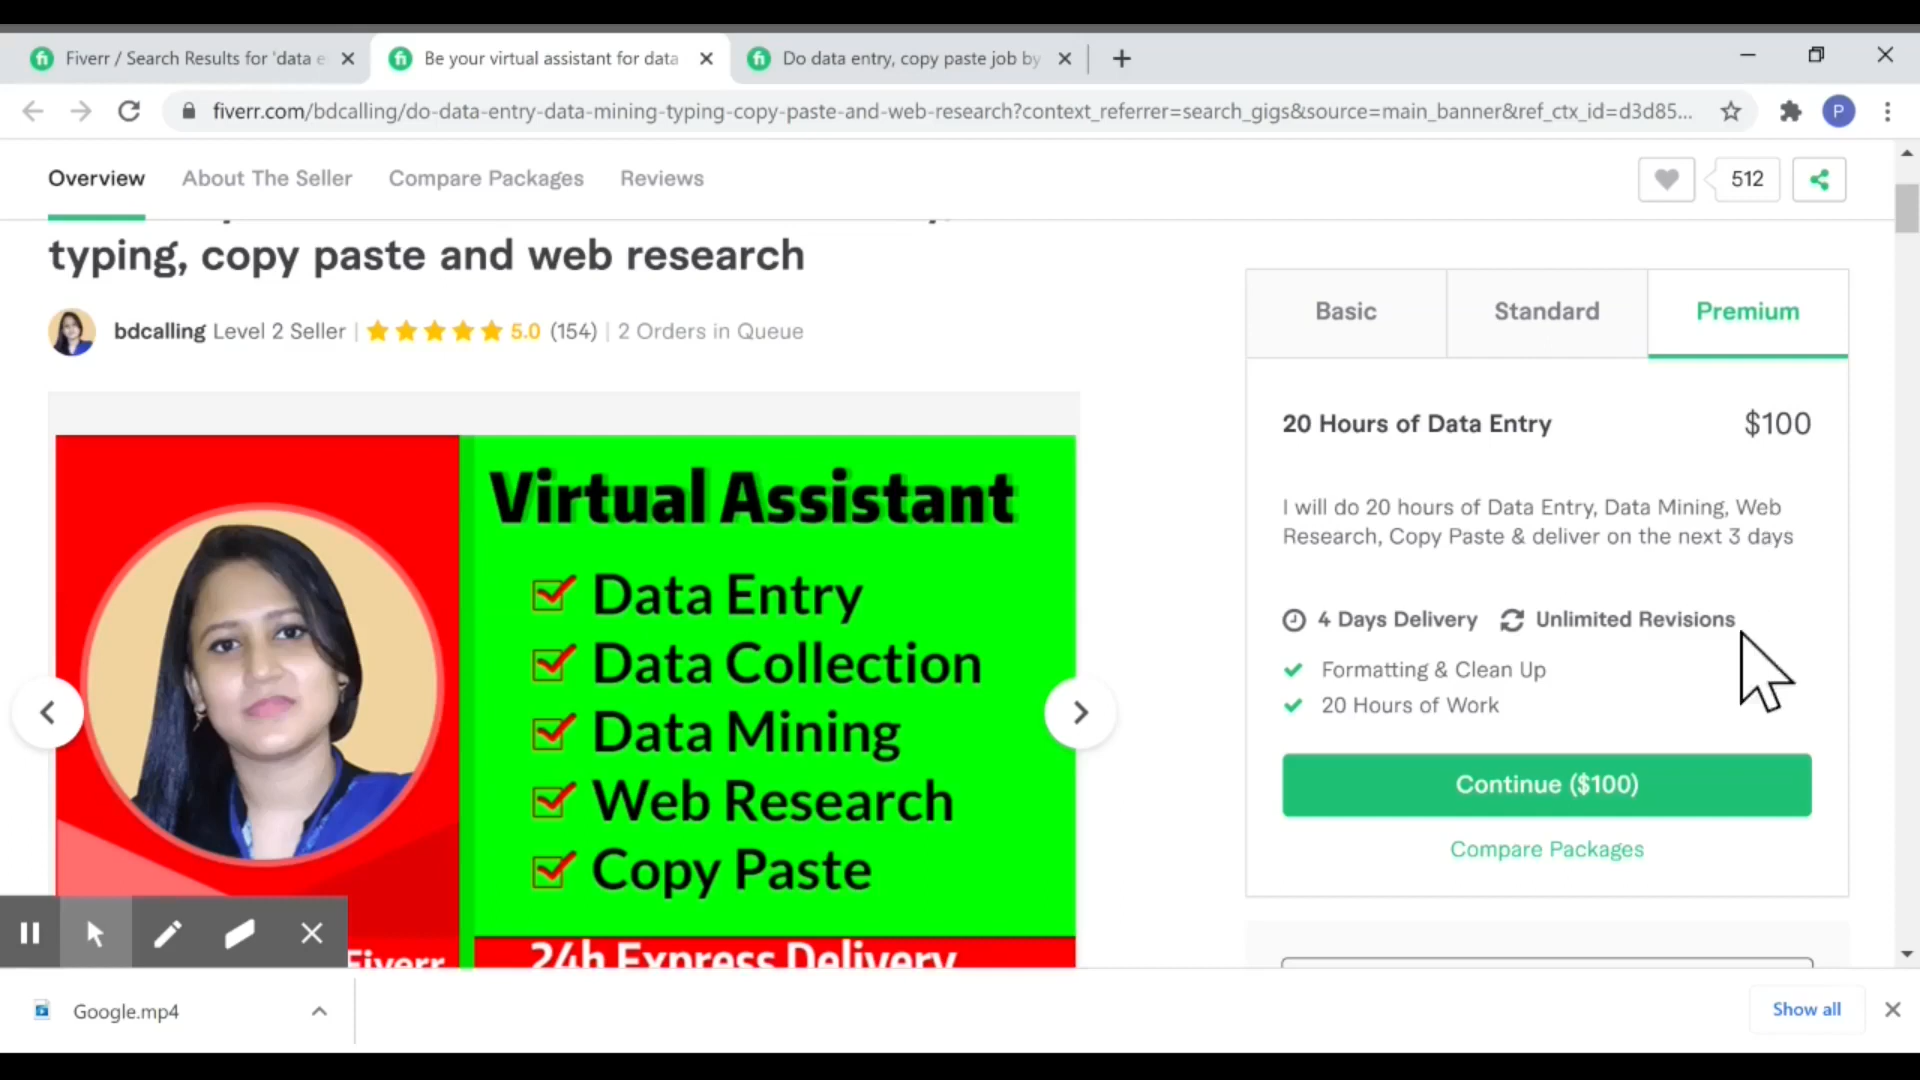 Fiverr / Search Results for 'data e
Be your virtual assistant for data
Do data entry, copy paste job by
fiverr.com/bdcalling/do-data-entry-data-mining-typing-copy-paste-and-web-research?context_referrer=search_gigs&source=main_banner&ref_ctx_id=d3d85...
P
Overview
About The Seller
Compare Packages
Reviews
512
typing, copy paste and web research
bdcalling Level 2 Seller | 5.0 (154) | 2 Orders in Queue
Basic
Standard
Premium
20 Hours of Data Entry
$100
I will do 20 hours of Data Entry, Data Mining, Web
Research, Copy Paste & deliver on the next 3 days
4 Days Delivery
Unlimited Revisions
Formatting & Clean Up
20 Hours of Work
Continue ($100)
Compare Packages
Virtual Assistant
Data Entry
Data Collection
Data Mining
Web Research
Copy Paste
Fiverr
24h Express Delivery
Google.mp4
Show all